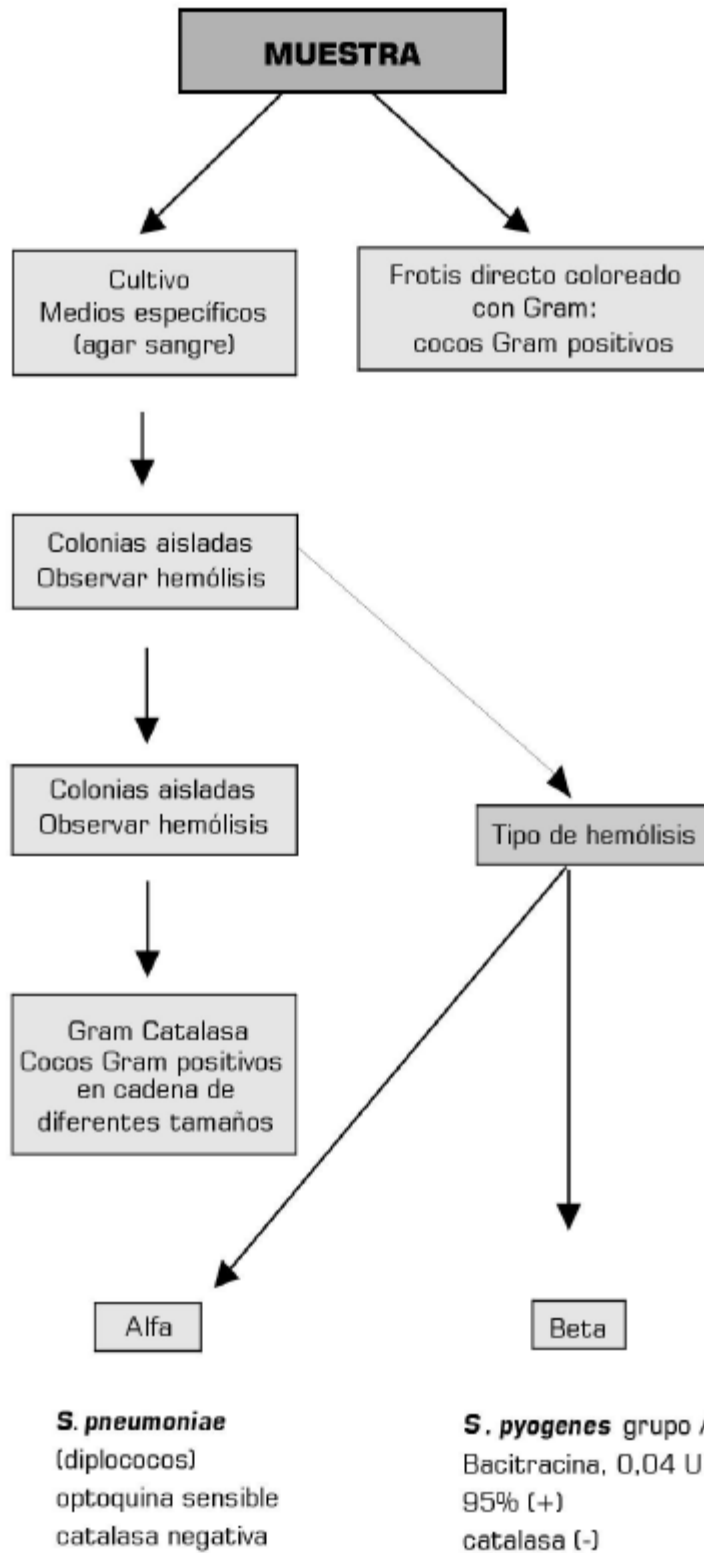 MUESTRA
Cultivo
Medios específicos
(agar sangre)
Frotis directo coloreado
con Gram:
cocos Gram positivos
Colonias aisladas
Observar hemólisis
Colonias aisladas
Observar hemólisis
Tipo de hemólisis
Gram Catalasa
Cocos Gram positivos
en cadena de
diferentes tamaños
Alfa
Beta
S. pneumoniae
(diplococos)
optoquina sensible
catalasa negativa
S. pyogenes grupo
Bacitracina, 0,04 U
95% (+)
catalasa (-)